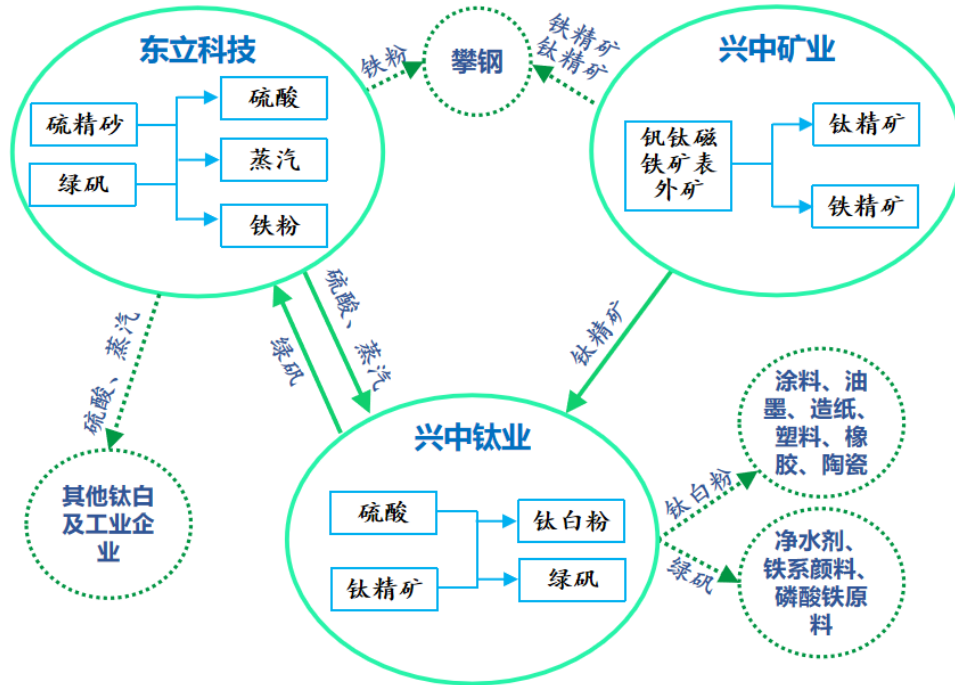 东立科技
硫精砂
绿矾
硫酸
蒸汽
铁粉
铁粉
攀钢
铁精矿
钛精矿
兴中矿业
钒钛磁
铁矿表
外矿
钛精矿
铁精矿
硫酸、蒸汽
绿矾
硫酸、蒸汽
钛精矿
其他钛白
及工业企
业
兴中钛业
硫酸
钛精矿
钛白粉
绿矾
钛白粉
绿矾
涂料、油
墨、造纸、
塑料、橡
胶、陶瓷
净水剂、
铁系颜料、
磷酸铁原
料